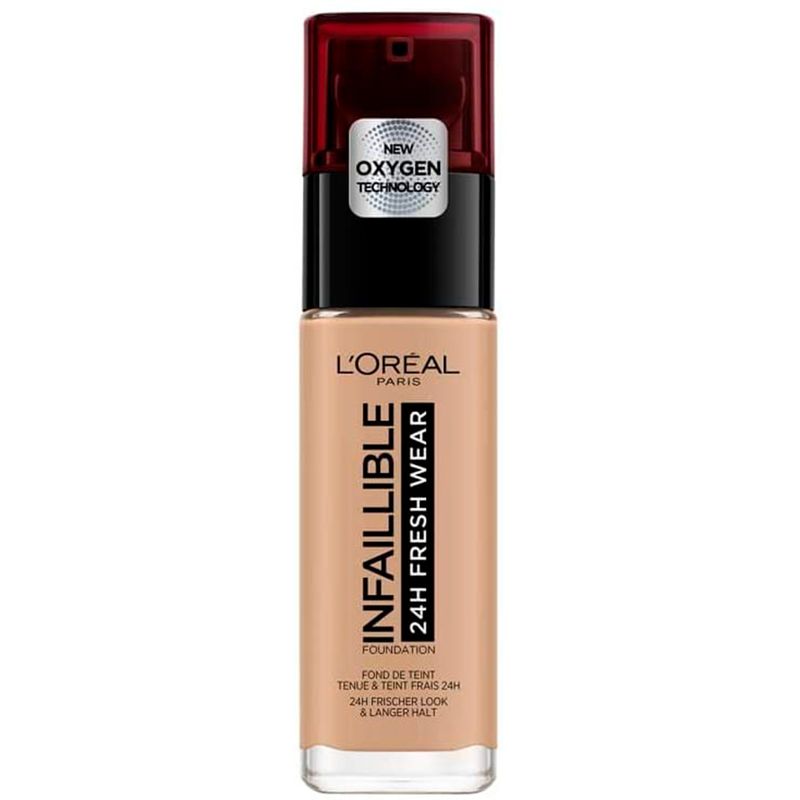 NEW
OXYGEN
TECHNOLOGY
L'ORÉAL
PARIS
INFAILLIBLE
24H FRESH WEAR
FOUNDATION
FOND DE TEINT
TENUE & TEINT FRAIS 24H
24H FRISCHER LOOK
& LANGER HALT